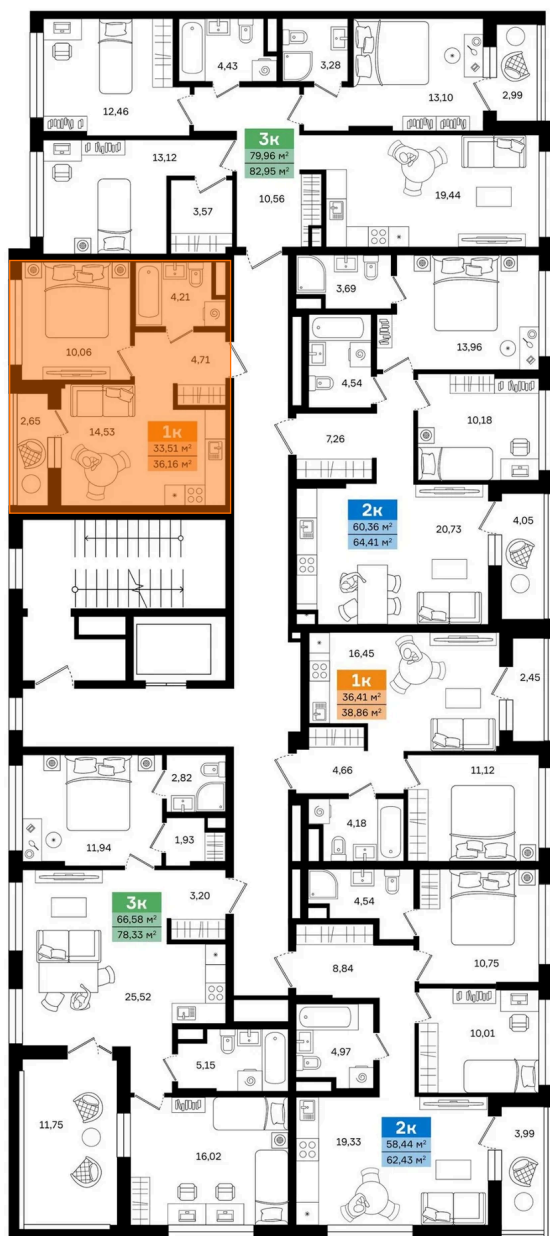 4,43
3,28
2,99
12,46
13,10
3к
79,96 м²
82,95 м²
13,12
3,57
10,56
19,44
4,21
3,69
10,06
4,71
13,96
4,54
2,65
14,53
1к
33,51 м²
36,16 м²
10,18
7,26
2к
60,36 м²
64,41 м²
20,73
4,05
16,45
1к
36,41 м²
38,86 м²
2,45
2,82
4,66
11,12
1,93
4,18
11,94
3к
66,58 м²
78,33 м²
3,20
4,54
25,52
8,84
10,75
5,15
4,97
10,01
11,75
16,02
19,33
2к
58,44 м²
62,43 м²
3,99